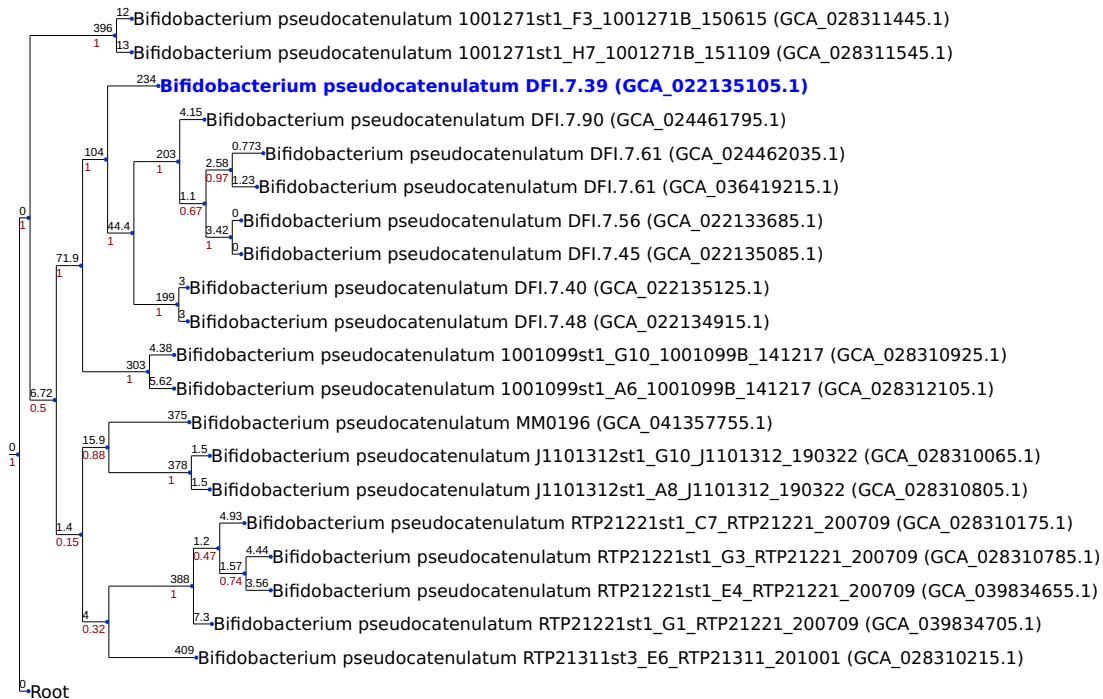 12
Bifidobacterium pseudocatenulatum 1001271st1_F3_1001271B_150615 (GCA_028311445.1)
396
1
13
Bifidobacterium pseudocatenulatum 1001271st1_H7_1001271B_151109 (GCA_028311545.1)
234
Bifidobacterium pseudocatenulatum DFI.7.39 (GCA_022135105.1)
4.15
Bifidobacterium pseudocatenulatum DFI.7.90 (GCA_024461795.1)
0.773
Bifidobacterium pseudocatenulatum DFI.7.61 (GCA_024462035.1)
104
1
203
1
2.58
0.97
1.23
Bifidobacterium pseudocatenulatum DFI.7.61 (GCA_036419215.1)
1.1
0.67
0
1
0
Bifidobacterium pseudocatenulatum DFI.7.56 (GCA_022133685.1)
44.4
1
3.42
1
0
Bifidobacterium pseudocatenulatum DFI.7.45 (GCA_022135085.1)
71.9
1
3
Bifidobacterium pseudocatenulatum DFI.7.40 (GCA_022135125.1)
199
1
3
Bifidobacterium pseudocatenulatum DFI.7.48 (GCA_022134915.1)
4.38
Bifidobacterium pseudocatenulatum 1001099st1_G10_1001099B_141217 (GCA_028310925.1)
303
1
5.62
Bifidobacterium pseudocatenulatum 1001099st1_A6_1001099B_141217 (GCA_028312105.1)
6.72
0.5
375
Bifidobacterium pseudocatenulatum MM0196 (GCA_041357755.1)
15.9
0.88
1.5
Bifidobacterium pseudocatenulatum J1101312st1_G10_J1101312_190322 (GCA_028310065.1)
0
1
378
1
1.5
Bifidobacterium pseudocatenulatum J1101312st1_A8_J1101312_190322 (GCA_028310805.1)
4.93
Bifidobacterium pseudocatenulatum RTP21221st1_C7_RTP21221_200709 (GCA_028310175.1)
1.4
0.15
1.2
0.47
4.44
Bifidobacterium pseudocatenulatum RTP21221st1_G3_RTP21221_200709 (GCA_028310785.1)
1.57
0.74
388
1
3.56
Bifidobacterium pseudocatenulatum RTP21221st1_E4_RTP21221_200709 (GCA_039834655.1)
4
0.32
7.3
Bifidobacterium pseudocatenulatum RTP21221st1_G1_RTP21221_200709 (GCA_039834705.1)
409
Bifidobacterium pseudocatenulatum RTP21311st3_E6_RTP21311_201001 (GCA_028310215.1)
0
Root